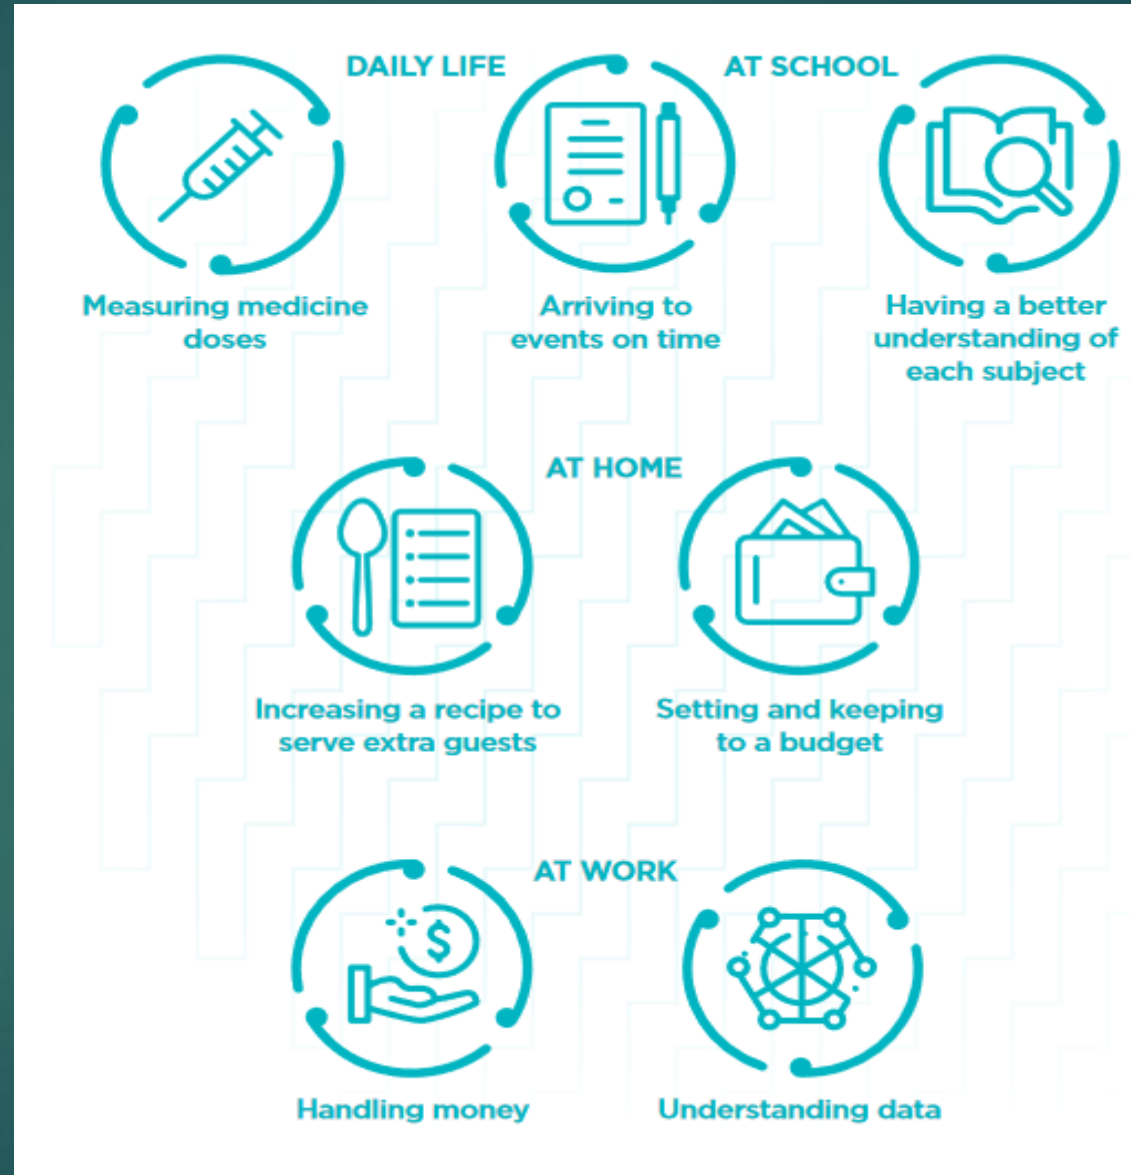 DAILY LIFE
AT SCHOOL
Measuring medicine
doses
Arriving to
events on time
Having a better
understanding of
each subject
AT HOME
Increasing a recipe to
serve extra guests
Setting and keeping
to a budget
AT WORK
$
Handling money
Understanding data